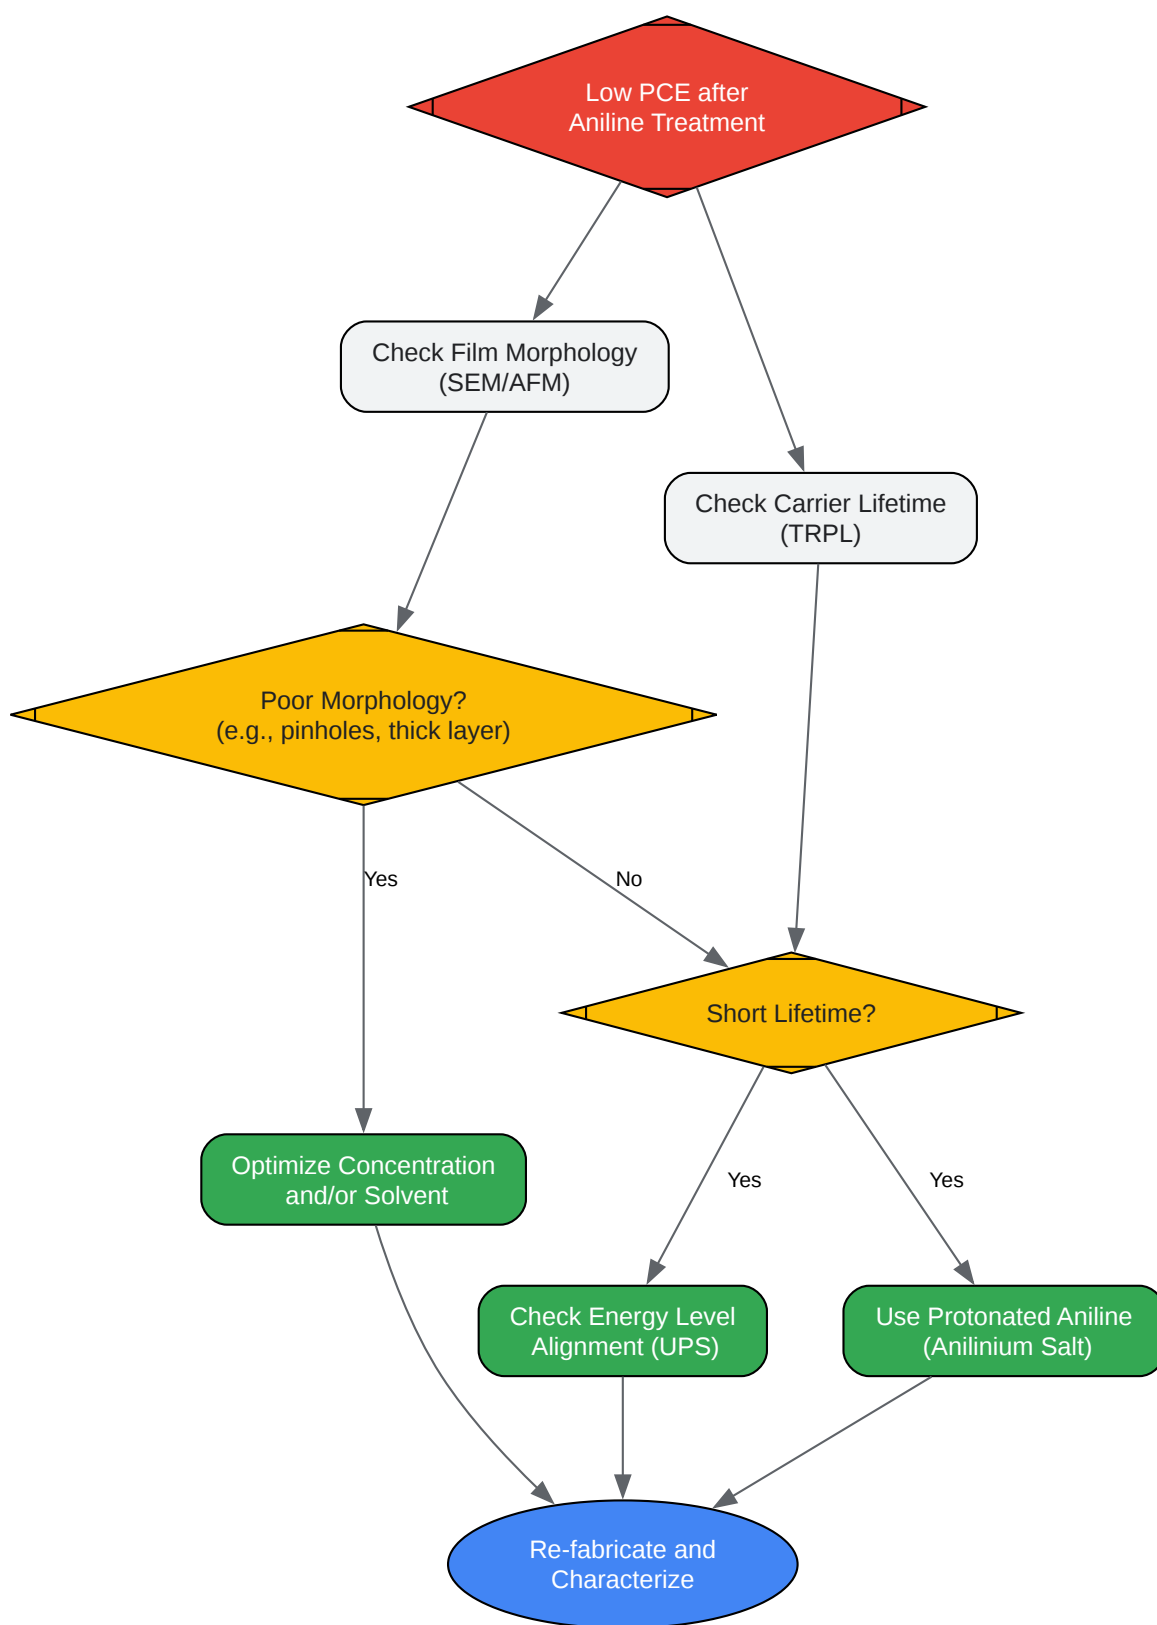 Low PCE after
Aniline Treatment
Check Film Morphology
(SEM/AFM)
Check Carrier Lifetime
(TRPL)
Poor Morphology?
(e.g., pinholes, thick layer)
Yes
No
Short Lifetime?
Optimize Concentration
and/or Solvent
Yes
Yes
Check Energy Level
Alignment (UPS)
Use Protonated Aniline
(Anilinium Salt)
Re-fabricate and
Characterize